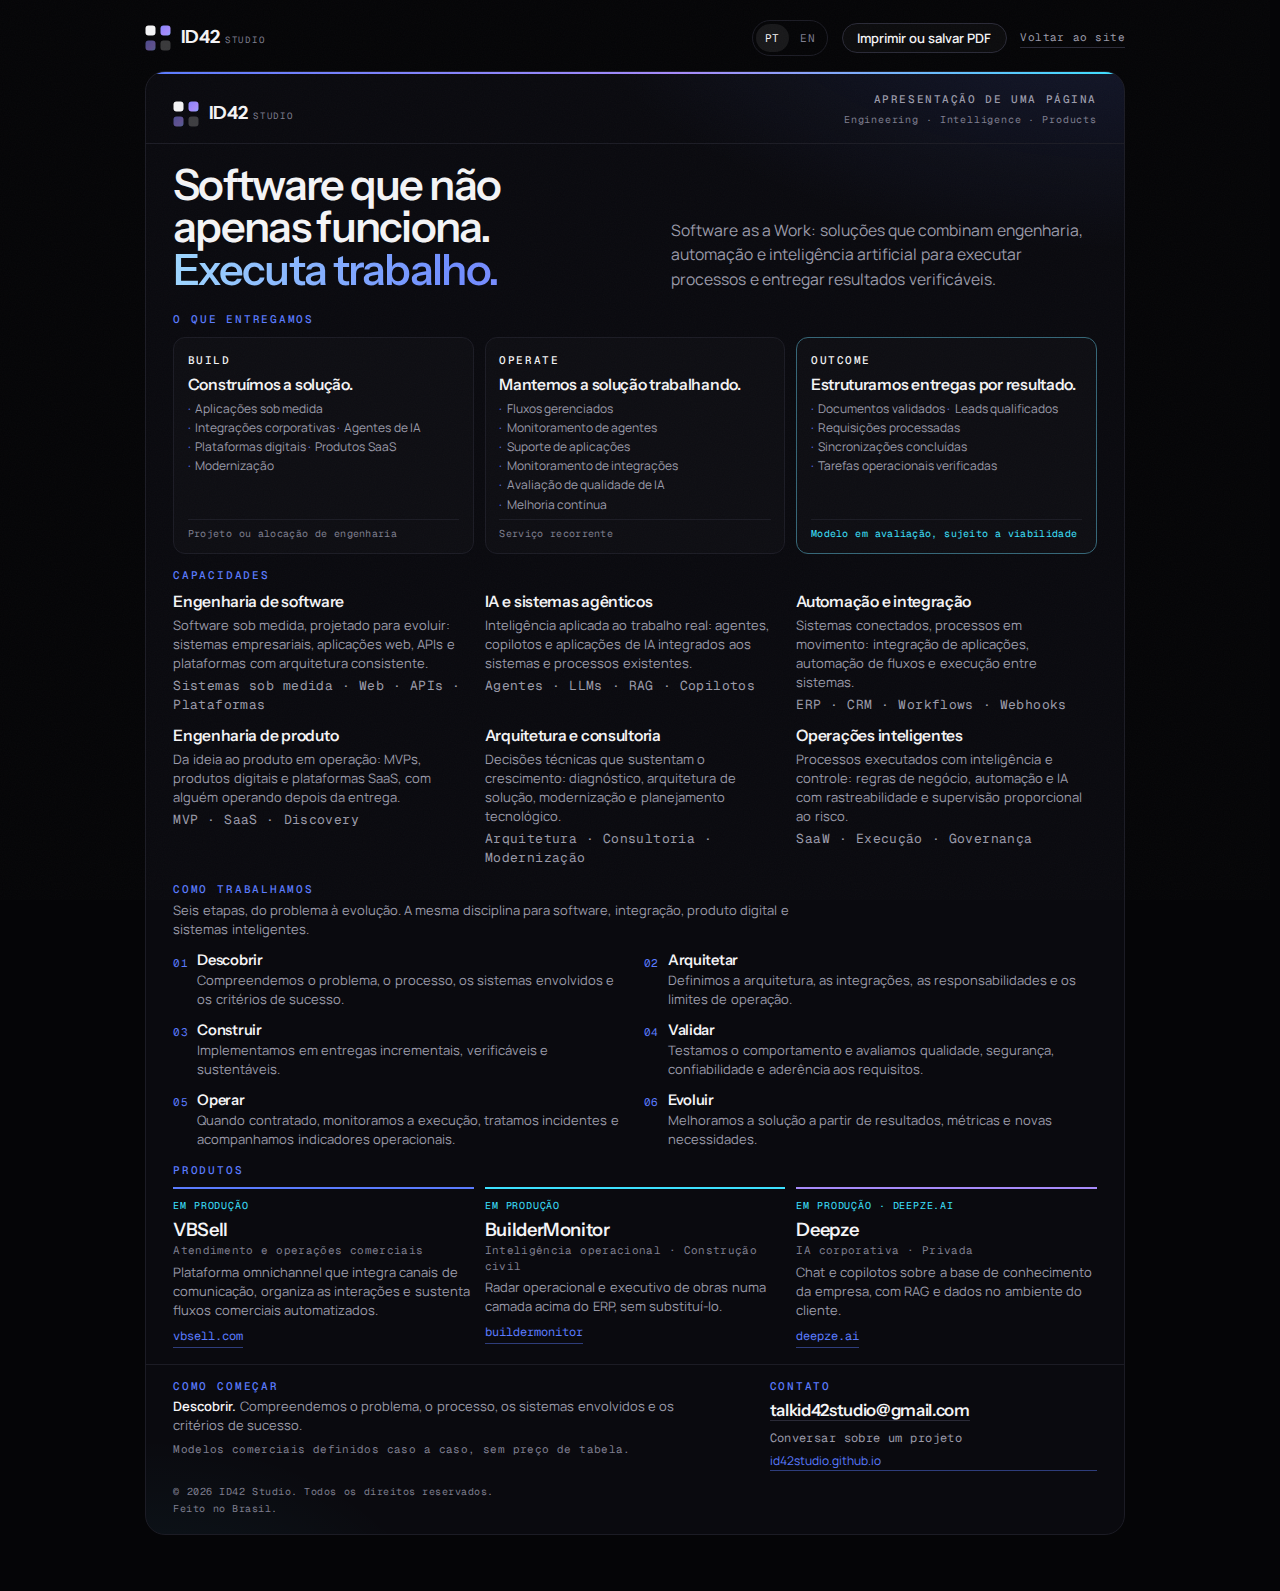 ID42 STUDIO
PT EN
Imprimir ou salvar PDF
Voltar ao site
ID42 STUDIO
APRESENTAÇÃO DE UMA PÁGINA
Engineering · Intelligence · Products
Software que não
apenas funciona.
Executa trabalho.
Software as a Work: soluções que combinam engenharia,
automação e inteligência artificial para executar
processos e entregar resultados verificáveis.
O QUE ENTREGAMOS
BUILD
Construímos a solução.
· Aplicações sob medida
· Integrações corporativas · Agentes de IA
· Plataformas digitais · Produtos SaaS
· Modernização
Projeto ou alocação de engenharia
OPERATE
Mantemos a solução trabalhando.
· Fluxos gerenciados
· Monitoramento de agentes
· Suporte de aplicações
· Monitoramento de integrações
· Avaliação de qualidade de IA
· Melhoria contínua
Serviço recorrente
OUTCOME
Estruturamos entregas por resultado.
· Documentos validados · Leads qualificados
· Requisições processadas
· Sincronizações concluídas
· Tarefas operacionais verificadas
Modelo em avaliação, sujeito a viabilidade
CAPACIDADES
Engenharia de software
Software sob medida, projetado para evoluir:
sistemas empresariais, aplicações web, APIs e
plataformas com arquitetura consistente.
Sistemas sob medida · Web · APIs ·
Plataformas
IA e sistemas agênticos
Inteligência aplicada ao trabalho real: agentes,
copilotos e aplicações de IA integrados aos
sistemas e processos existentes.
Agentes · LLMs · RAG · Copilotos
Automação e integração
Sistemas conectados, processos em
movimento: integração de aplicações,
automação de fluxos e execução entre
sistemas.
ERP · CRM · Workflows · Webhooks
Engenharia de produto
Da ideia ao produto em operação: MVPs,
produtos digitais e plataformas SaaS, com
alguém operando depois da entrega.
MVP · SaaS · Discovery
Arquitetura e consultoria
Decisões técnicas que sustentam o
crescimento: diagnóstico, arquitetura de
solução, modernização e planejamento
tecnológico.
Arquitetura · Consultoria ·
Modernização
Operações inteligentes
Processos executados com inteligência e
controle: regras de negócio, automação e IA
com rastreabilidade e supervisão proporcional
ao risco.
SaaW · Execução · Governança
COMO TRABALHAMOS
Seis etapas, do problema à evolução. A mesma disciplina para software, integração, produto digital e
sistemas inteligentes.
01 Descobrir
Compreendemos o problema, o processo, os sistemas envolvidos e
os critérios de sucesso.
02 Arquitetar
Definimos a arquitetura, as integrações, as responsabilidades e os
limites de operação.
03 Construir
Implementamos em entregas incrementais, verificáveis e
sustentáveis.
04 Validar
Testamos o comportamento e avaliamos qualidade, segurança,
confiabilidade e aderência aos requisitos.
05 Operar
Quando contratado, monitoramos a execução, tratamos incidentes e
acompanhamos indicadores operacionais.
06 Evoluir
Melhoramos a solução a partir de resultados, métricas e novas
necessidades.
PRODUTOS
EM PRODUÇÃO
VBSell
Atendimento e operações comerciais
Plataforma omnichannel que integra canais de
comunicação, organiza as interações e sustenta
fluxos comerciais automatizados.
vbsell.com
EM PRODUÇÃO
BuilderMonitor
Inteligência operacional · Construção
civil
Radar operacional e executivo de obras numa
camada acima do ERP, sem substituí-lo.
buildermonitor
EM PRODUÇÃO · DEEPZE.AI
Deepze
IA corporativa · Privada
Chat e copilotos sobre a base de conhecimento
da empresa, com RAG e dados no ambiente do
cliente.
deepze.ai
COMO COMEÇAR
Descobrir. Compreendemos o problema, o processo, os sistemas envolvidos e os
critérios de sucesso.
Modelos comerciais definidos caso a caso, sem preço de tabela.
CONTATO
talkid42studio@gmail.com
Conversar sobre um projeto
id42studio.github.io
© 2026 ID42 Studio. Todos os direitos reservados.
Feito no Brasil.